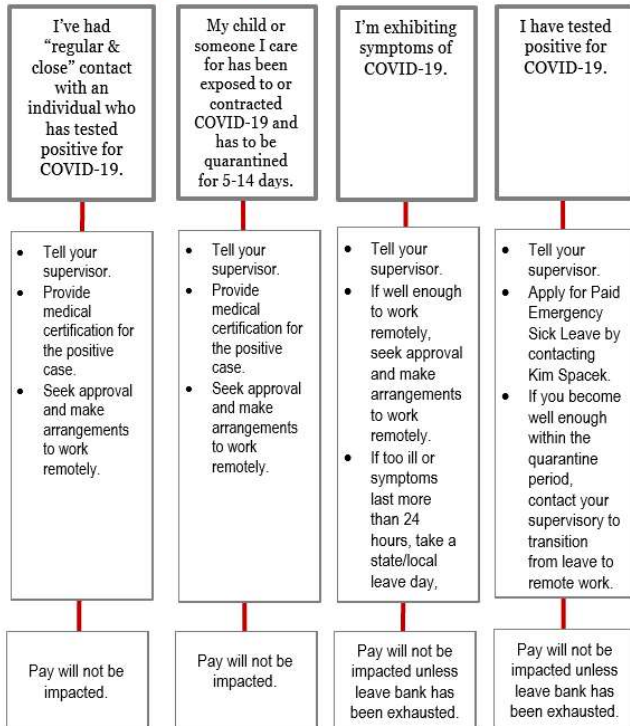 I’ve had
“regular &
close” contact
with an
individual who
has tested
positive for
COVID-19.
My child or
someone I care
for has been
exposed to or
contracted
COVID-19 and
has to be
quarantined
for 5-14 days.
I’m exhibiting
symptoms of
COVID-19.
I have tested
positive for
COVID-19.
• Tell your
supervisor.
• Provide
medical
certification for
the positive
case.
• Seek approval
and make
arrangements
to work
remotely.
• Tell your
supervisor.
• Provide
medical
certification for
the positive
case.
• Seek approval
and make
arrangements
to work
remotely.
• Tell your
supervisor.
• If well enough
to work
remotely,
seek approval
and make
arrangements
to work
remotely.
• If too ill or
symptoms
last more
than 24
hours, take a
state/local
leave day,
• Tell your
supervisor.
• Apply for Paid
Emergency
Sick Leave by
contacting
Kim Spacek.
• If you become
well enough
within the
quarantine
period,
contact your
supervisory to
transition
from leave to
remote work.
Pay will not be
impacted.
Pay will not be
impacted.
Pay will not be
impacted unless
leave bank has
been exhausted.
Pay will not be
impacted unless
leave bank has
been exhausted.